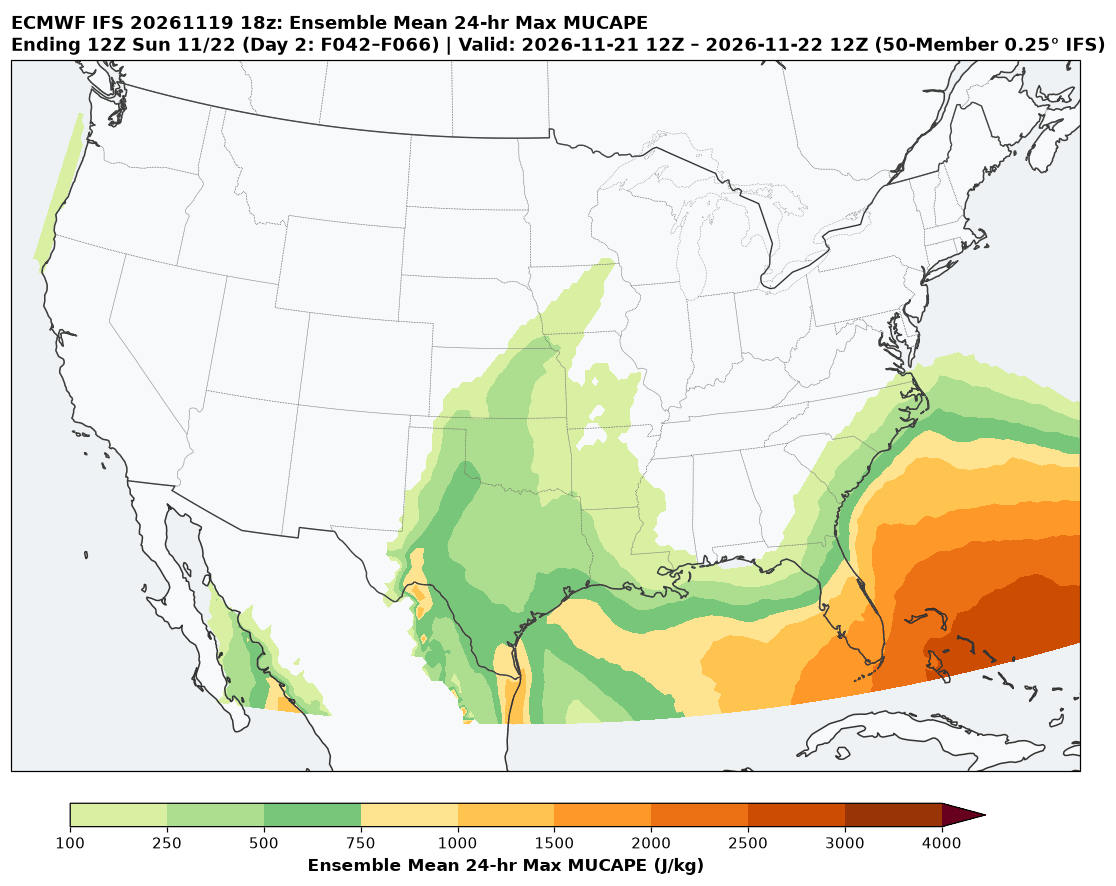 ECMWF IFS 20261119 18z: Ensemble Mean 24-hr Max MUCAPE
Ending 12Z Sun 11/22 (Day 2: F042–F066) | Valid: 2026-11-21 12Z – 2026-11-22 12Z (50-Member 0.25° IFS)
100 250 500 750 1000 1500 2000 2500 3000 4000
Ensemble Mean 24-hr Max MUCAPE (J/kg)